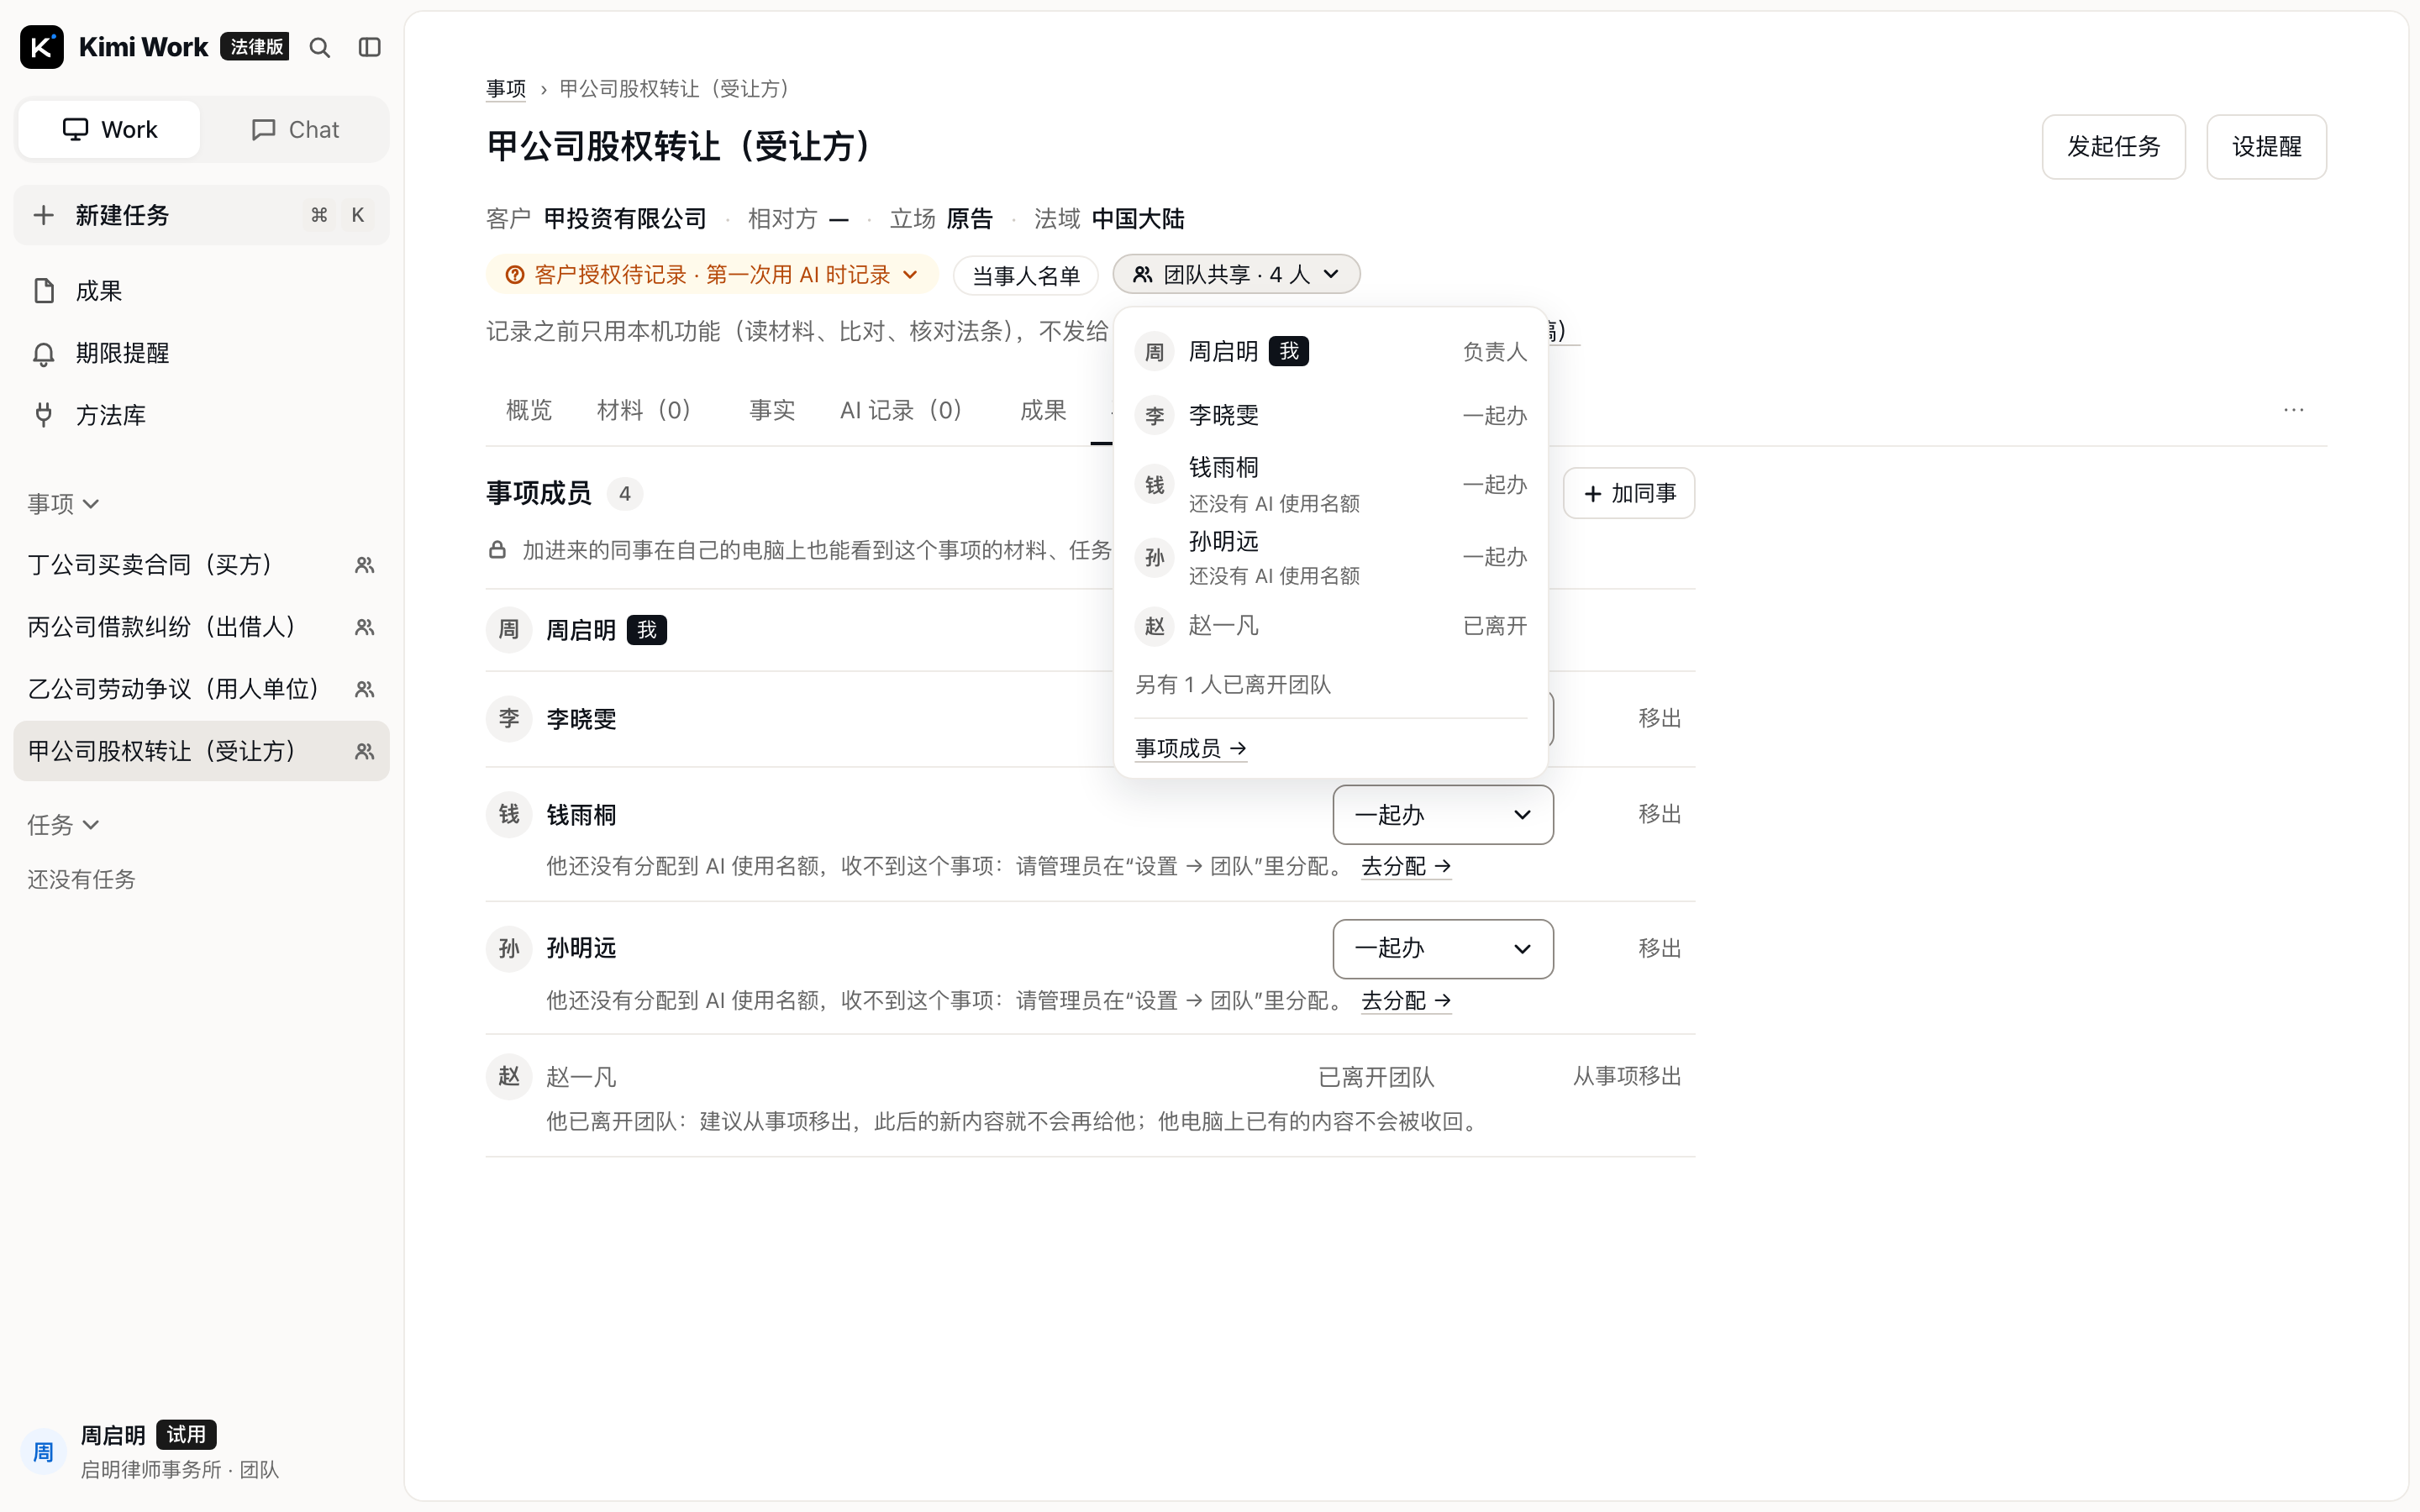 Kimi Work 法律版
Work
Chat
新建任务 ⌘ K
成果
期限提醒
方法库
事项
丁公司买卖合同（买方）
丙公司借款纠纷（出借人）
乙公司劳动争议（用人单位）
甲公司股权转让（受让方）
任务
还没有任务
周启明 试用
启明律师事务所 · 团队
事项 › 甲公司股权转让（受让方）
甲公司股权转让（受让方）
发起任务
设提醒
客户 甲投资有限公司 · 相对方 — · 立场 原告 · 法域 中国大陆
客户授权待记录 · 第一次用 AI 时记录
当事人名单
团队共享 · 4 人
记录之前只用本机功能（读材料、比对、核对法条），不发给
概览
材料（0）
事实
AI 记录（0）
成果
···
周 周启明 我 负责人
李 李晓雯 一起办
钱 钱雨桐 一起办
还没有 AI 使用名额
孙 孙明远 一起办
还没有 AI 使用名额
赵 赵一凡 已离开
另有 1 人已离开团队
事项成员 →
事项成员 4
+ 加同事
加进来的同事在自己的电脑上也能看到这个事项的材料、任务
周 周启明 我
李 李晓雯 移出
钱 钱雨桐 一起办 移出
他还没有分配到 AI 使用名额，收不到这个事项：请管理员在“设置 → 团队”里分配。 去分配 →
孙 孙明远 一起办 移出
他还没有分配到 AI 使用名额，收不到这个事项：请管理员在“设置 → 团队”里分配。 去分配 →
赵 赵一凡 已离开团队 从事项移出
他已离开团队：建议从事项移出，此后的新内容就不会再给他；他电脑上已有的内容不会被收回。